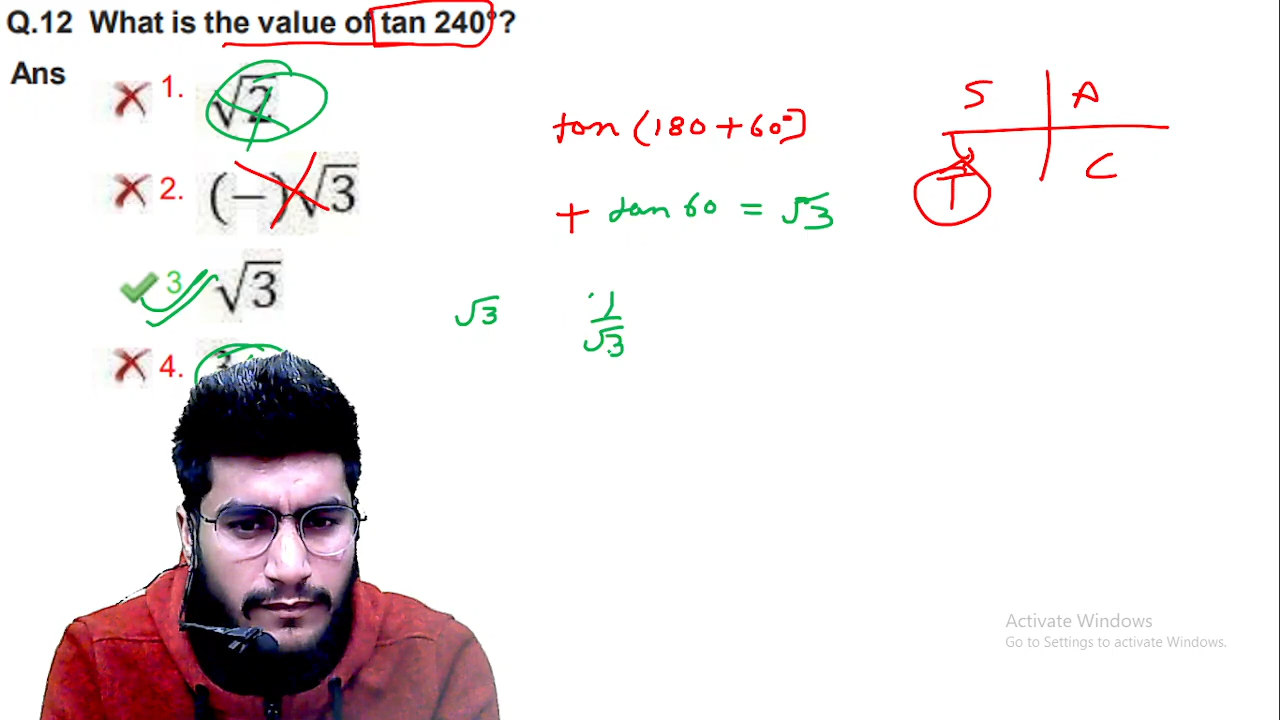 Q.12 What is the value of tan 240°?
Ans
1. √2
2. (−)√3
3 √3
4.
tan (180 + 60°)
+ tan 60 = √3
√3 1/√3
S A
T C
Activate Windows
Go to Settings to activate Windows.